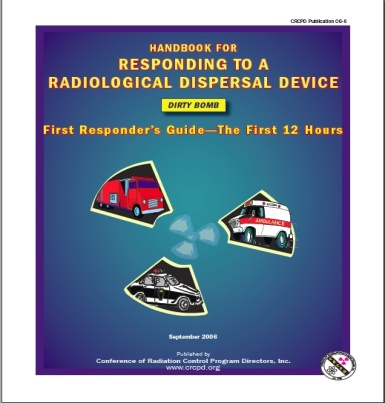 CRCPD Publication 06-6
HANDBOOK FOR
RESPONDING TO A
RADIOLOGICAL DISPERSAL DEVICE
DIRTY BOMB
First Responder's Guide—The First 12 Hours
AMBULANCE
September 2006
Published by
Conference of Radiation Control Program Directors, Inc.
www.crcpd.org